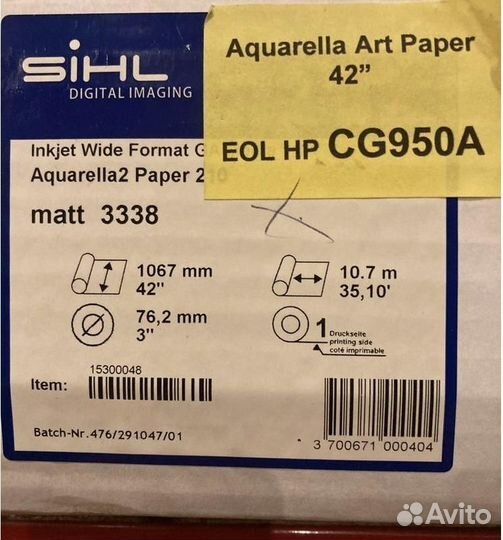 SIHL
DIGITAL IMAGING
Aquarella Art Paper
42”
EOL HP CG950A
Inkjet Wide Format
Aquarella2 Paper 210
matt 3338
1067 mm
42"
10.7 m
35,10'
76,2 mm
3"
1
Druckseite
printing side
coté imprimable
Item:
15300048
Batch-Nr. 476/291047/01
3 700671 000404
Avito